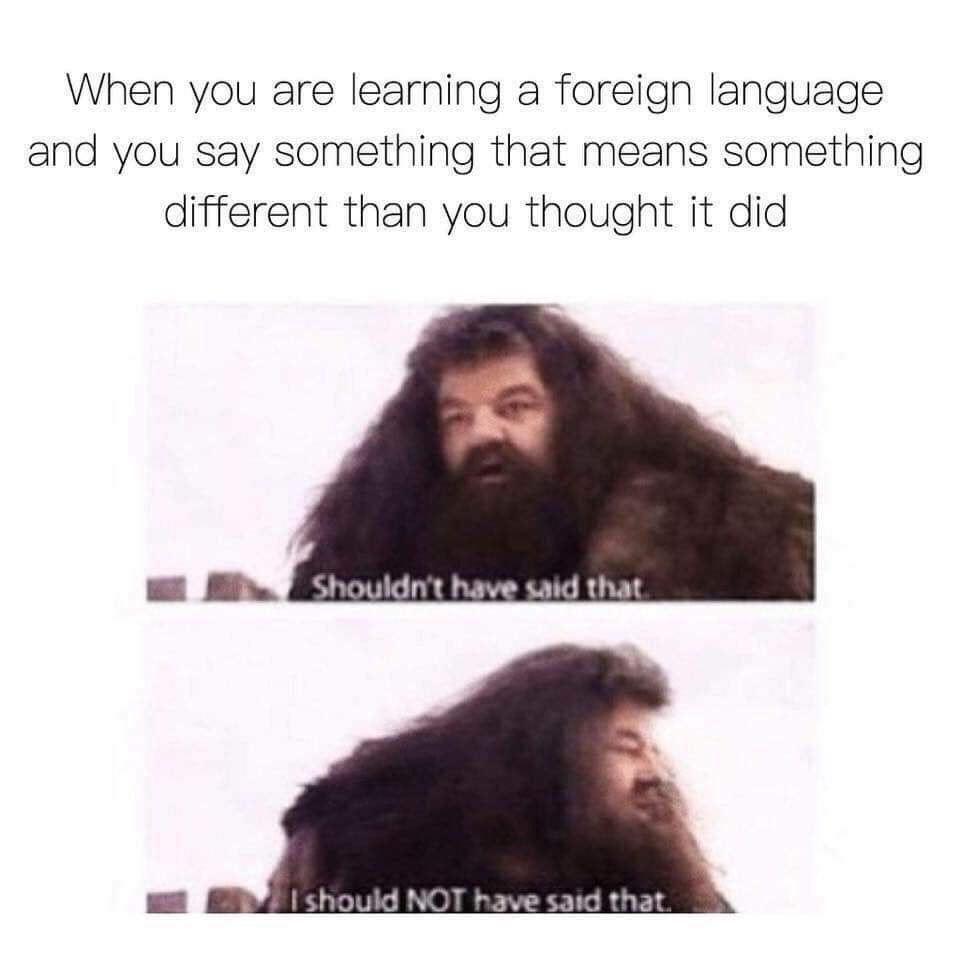 When you are learning a foreign language
and you say something that means something
different than you thought it did
Shouldn't have said that.
I should NOT have said that.